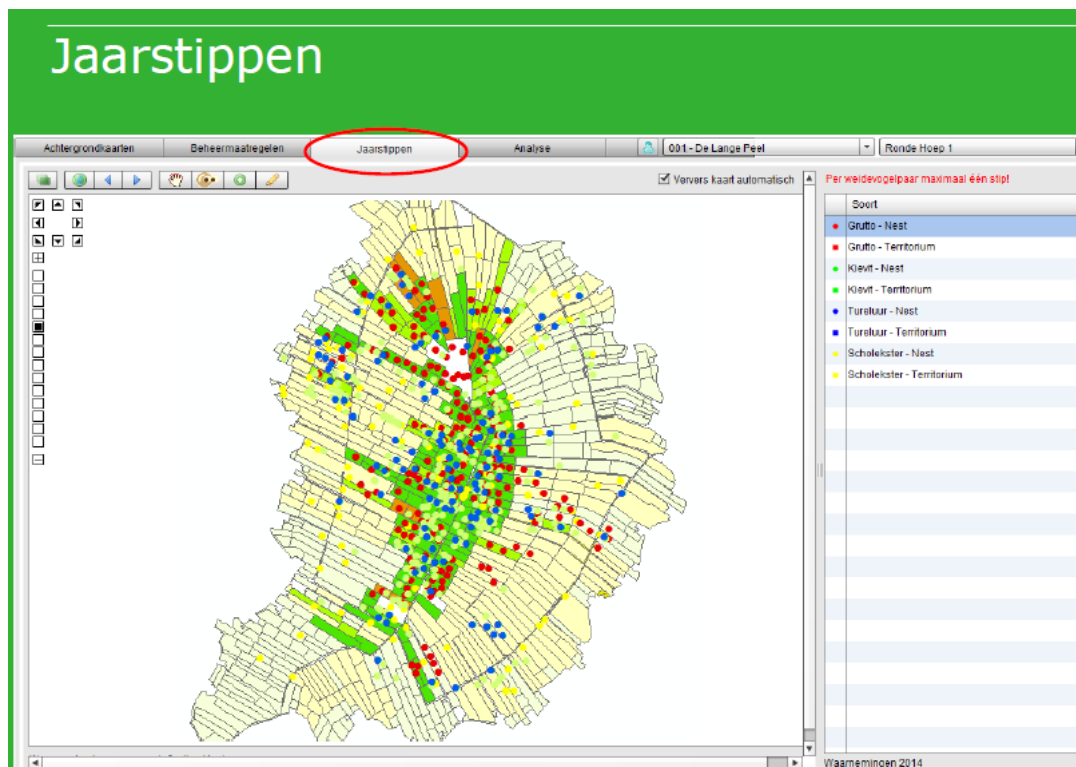 Jaarstippen
Achtergrondkaarten Beheermaatregelen Jaarstippen Analyse 001 - De Lange Peel Ronde Hoep 1
Ververs kaart automatisch
Per weidevogelpaar maximaal één stip!
Soort
Grutto - Nest
Grutto - Territorium
Kievit - Nest
Kievit - Territorium
Tureluur - Nest
Tureluur - Territorium
Scholekster - Nest
Scholekster - Territorium
Waarnemingen 2014